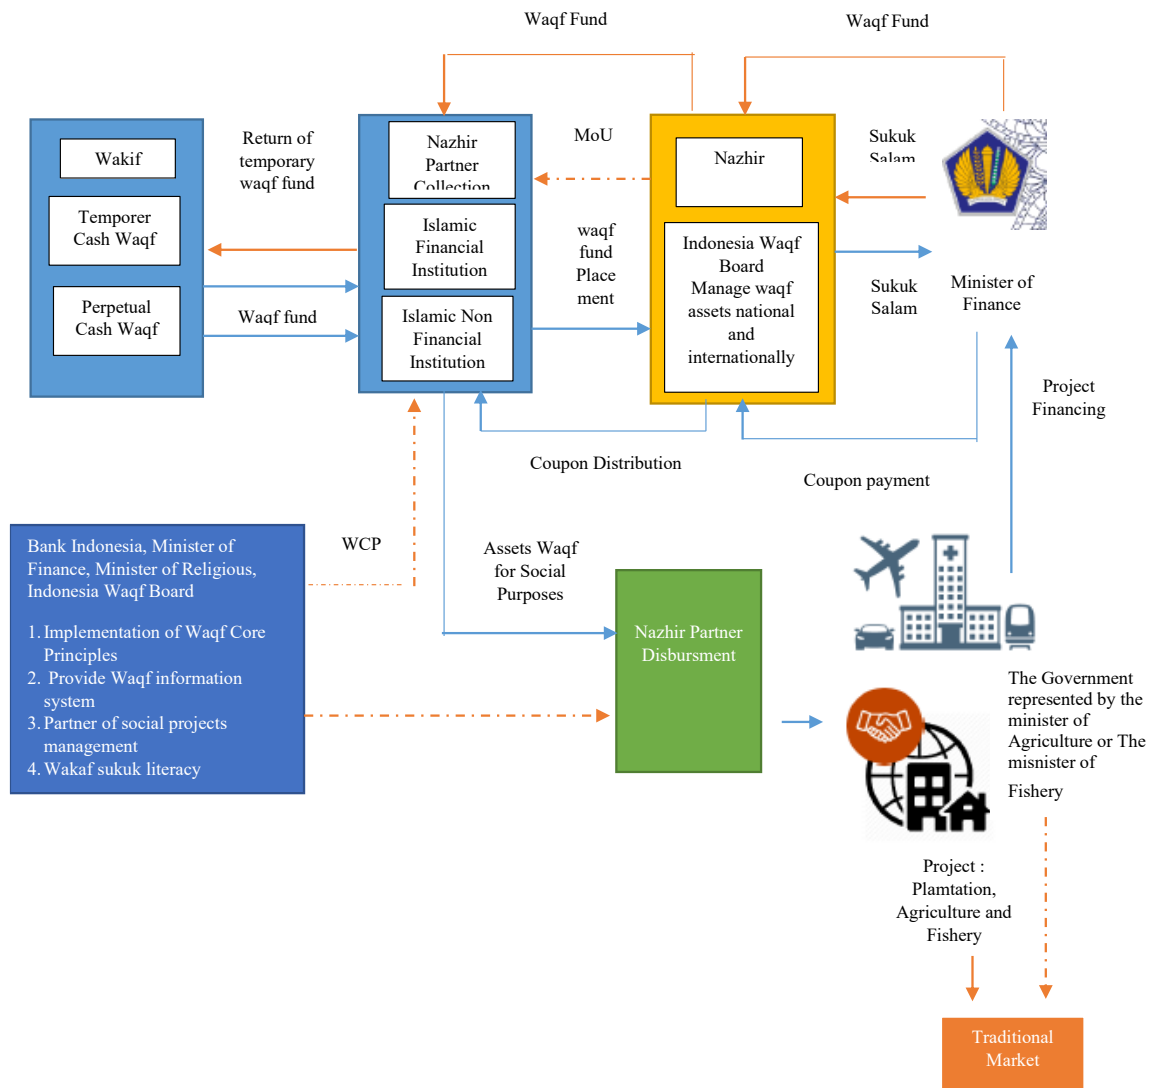 Waqf Fund
Waqf Fund
Wakif
Temporer
Cash Waqf
Perpetual
Cash Waqf
Return of
temporary
waqf fund
Waqf fund
Nazhir
Partner
Collection
Islamic
Financial
Institution
Islamic Non
Financial
Institution
MoU
waqf
fund
Place
ment
Nazhir
Indonesia Waqf
Board
Manage waqf
assets national
and
internationally
Sukuk
Salam
Sukuk
Salam
Minister of
Finance
Project
Financing
Coupon Distribution
Coupon payment
Bank Indonesia, Minister of
Finance, Minister of Religious,
Indonesia Waqf Board
1. Implementation of Waqf Core
Principles
2. Provide Waqf information
system
3. Partner of social projects
management
4. Wakaf sukuk literacy
WCP
Assets Waqf
for Social
Purposes
Nazhir Partner
Disbursment
The Government
represented by the
minister of
Agriculture or The
misnister of
Fishery
Project :
Plamtation,
Agriculture and
Fishery
Traditional
Market